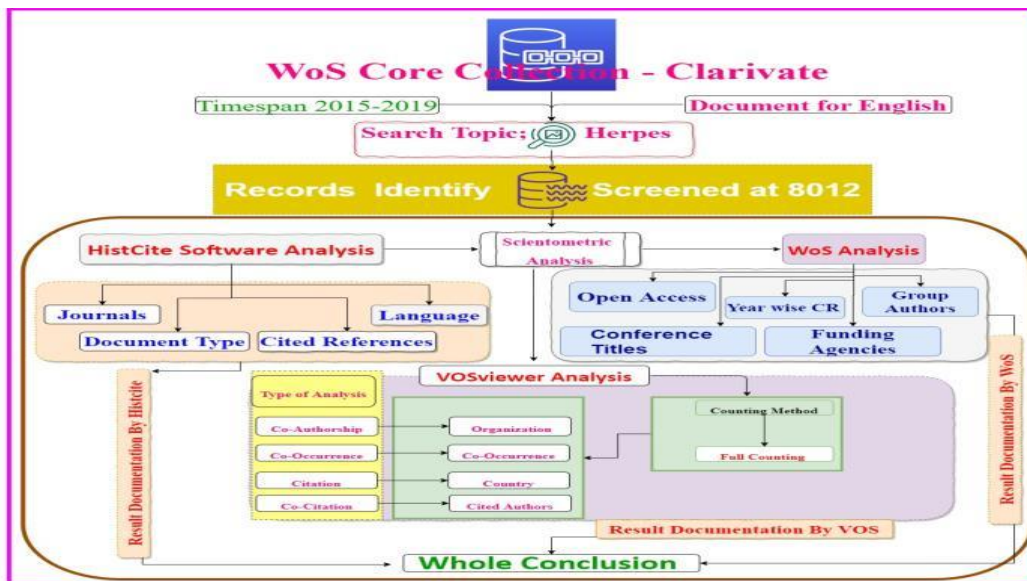 WoS Core Collection - Clarivate
Timespan 2015-2019
Document for English
Search Topic; Herpes
Records Identify Screened at 8012
HistCite Software Analysis
Scientometric
Analysis
WoS Analysis
Journals
Language
Document Type
Cited References
Open Access
Year wise CR
Group
Authors
Conference
Titles
Funding
Agencies
VOSviewer Analysis
Type of Analysis
Counting Method
Full Counting
Co-Authorship
Organization
Co-Occurrence
Co-Occurrence
Citation
Country
Co-Citation
Cited Authors
Result Documentation By Histcite
Result Documentation By WoS
Result Documentation By VOS
Whole Conclusion